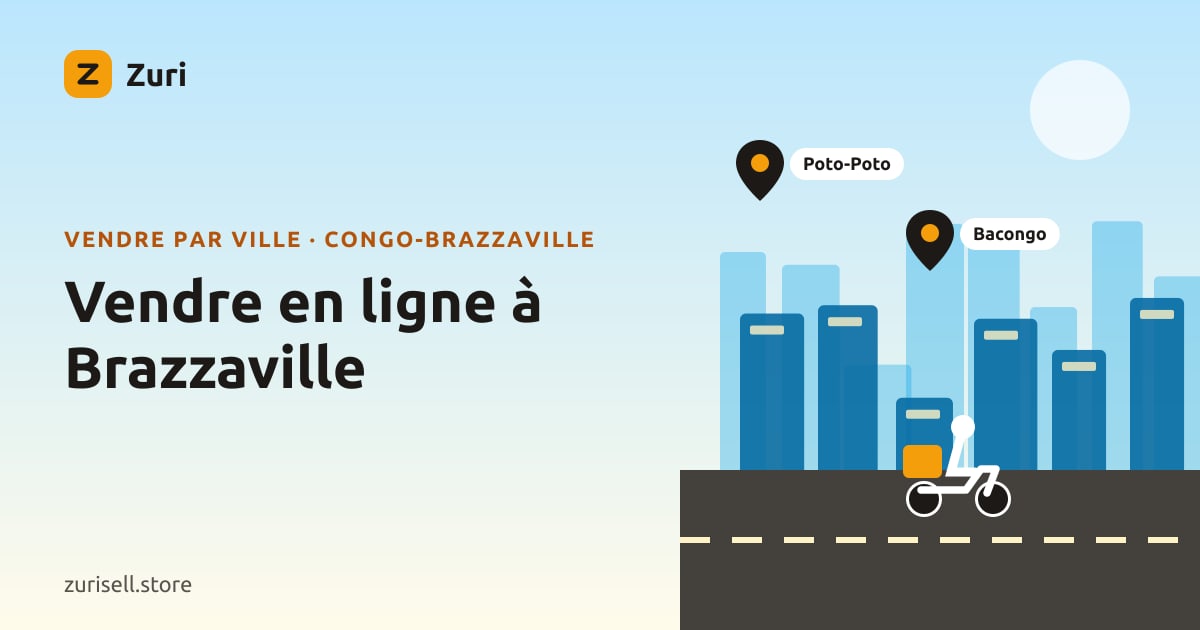 Z Zuri
VENDRE PAR VILLE · CONGO-BRAZZAVILLE
Vendre en ligne à
Brazzaville
zurisell.store
Poto-Poto
Bacongo